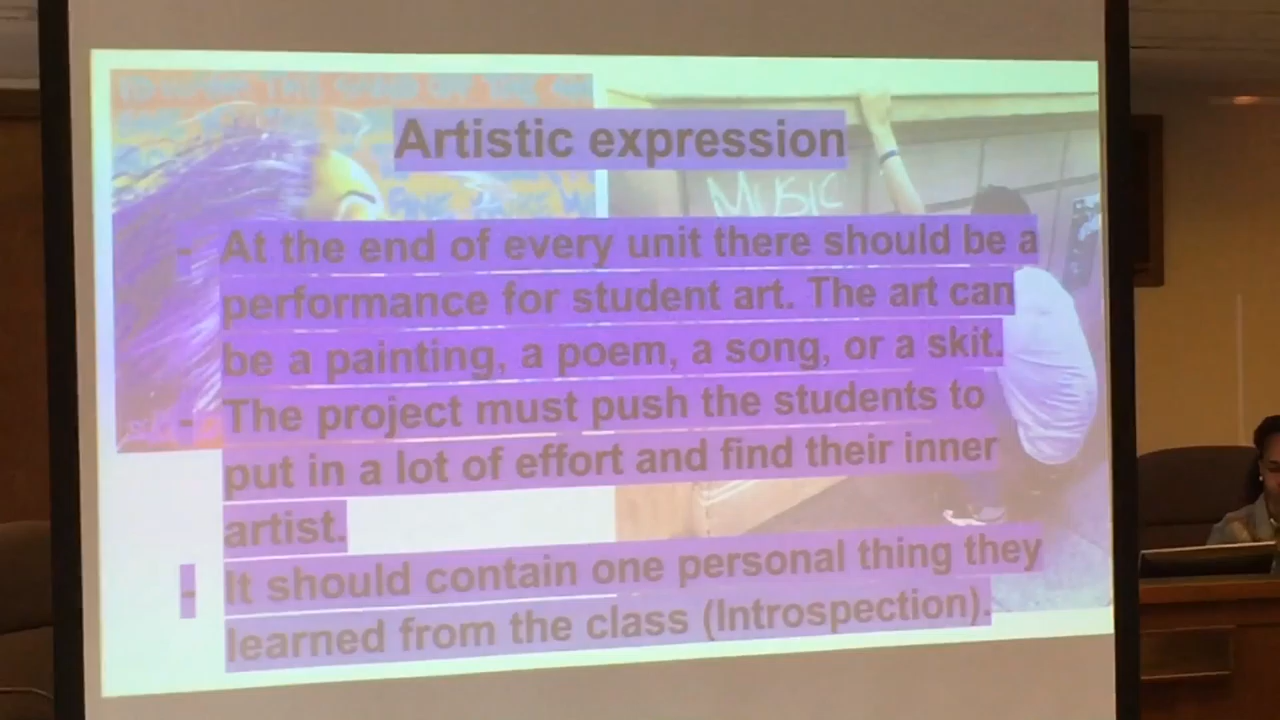 Artistic expression
MUSIC
- At the end of every unit there should be a
performance for student art. The art can
be a painting, a poem, a song, or a skit.
- The project must push the students to
put in a lot of effort and find their inner
artist.
- It should contain one personal thing they
learned from the class (Introspection).